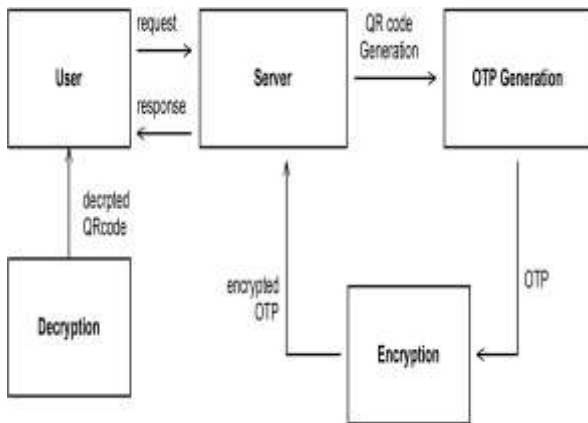 request
User
response
Server
QR code
Generation
OTP Generation
decrpted
QRcode
Decryption
encrypted
OTP
Encryption
OTP